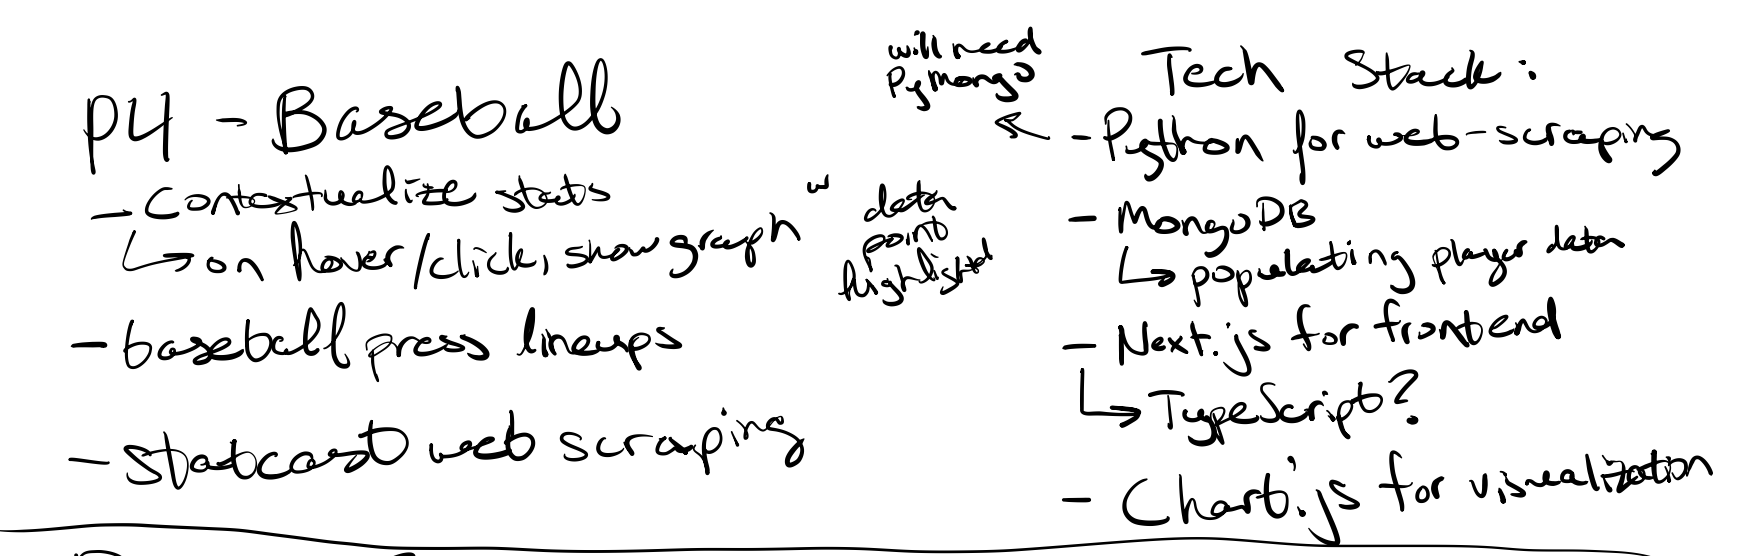 P4 - Baseball
- Contextualize stats
↳ on hover/click, show graph w data point highlighted
- baseball press lineups
- statcast web scraping
Tech Stack:
- Python for web-scraping
will need
PyMongo
- MongoDB
↳ populating player data
- Next.js for frontend
↳ TypeScript?
- Chart.js for visualization